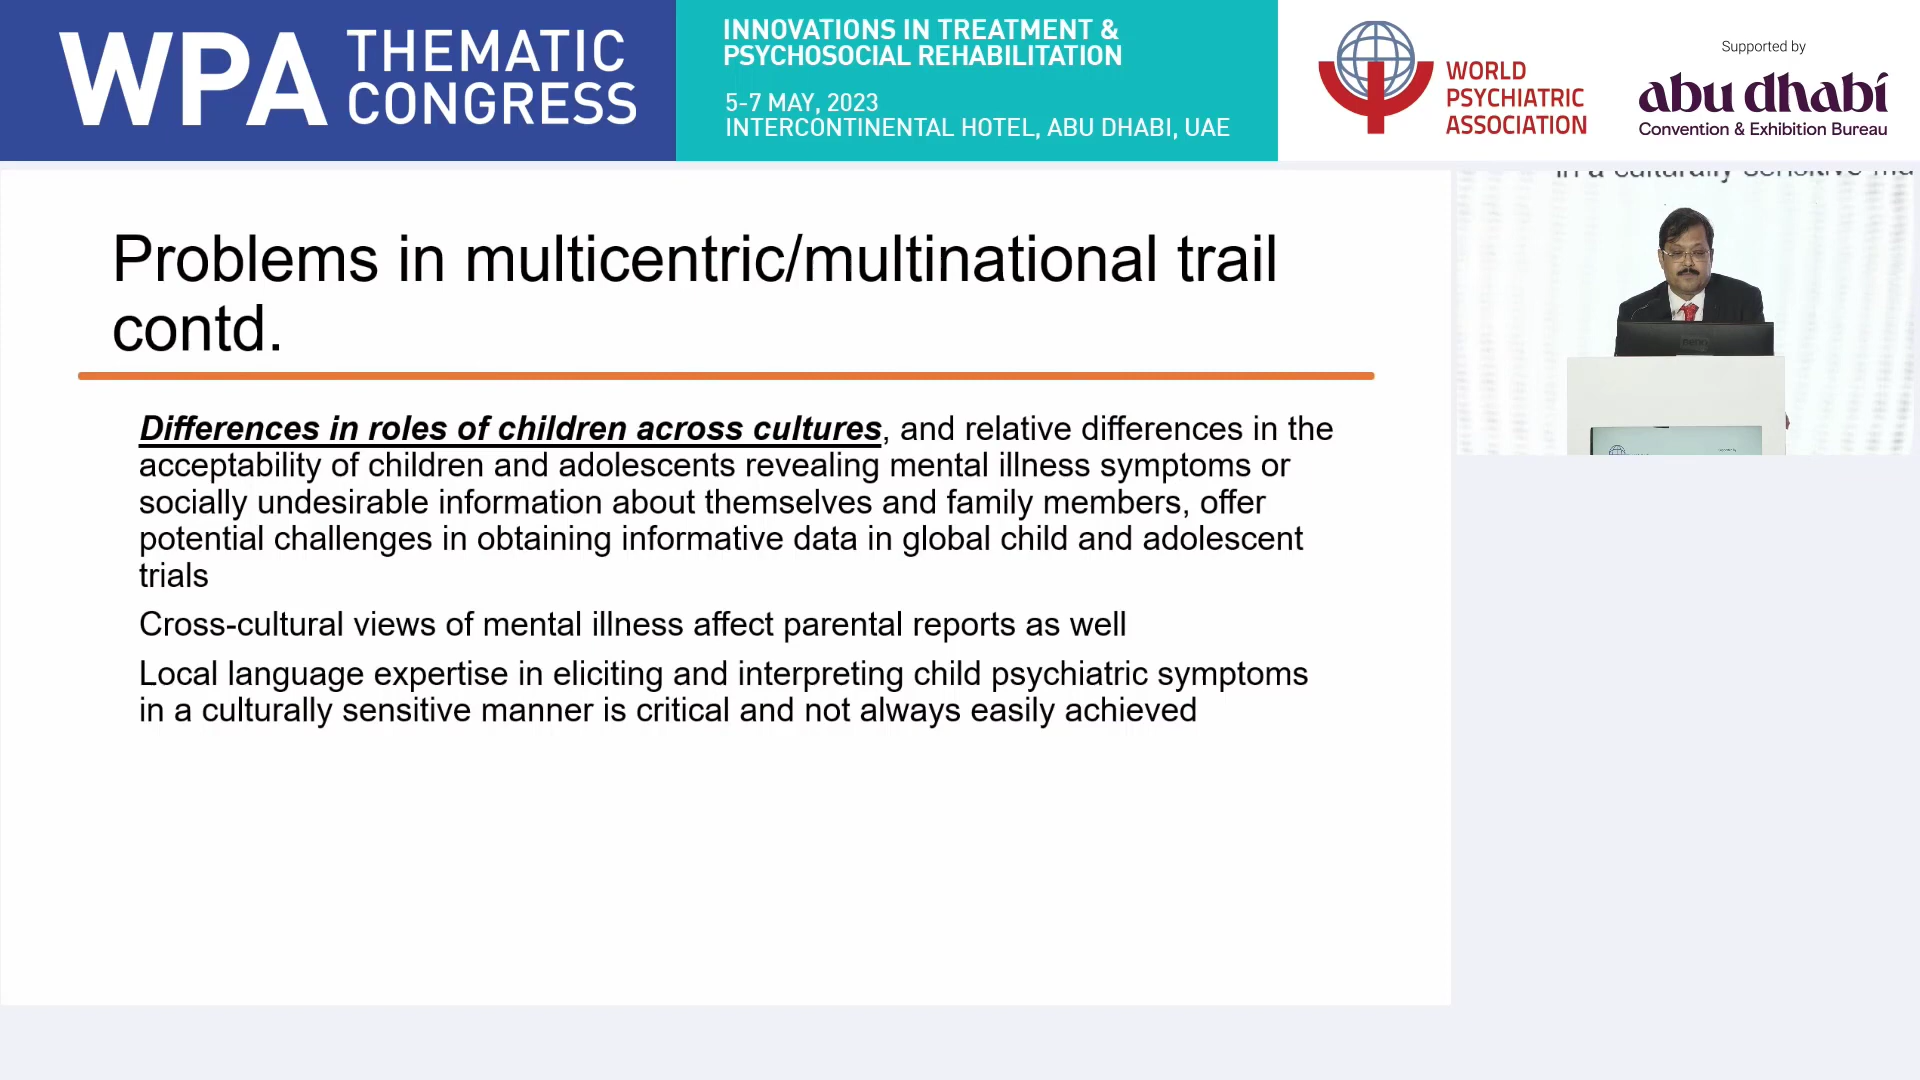 WPA THEMATIC
CONGRESS
INNOVATIONS IN TREATMENT &
PSYCHOSOCIAL REHABILITATION
5-7 MAY, 2023
INTERCONTINENTAL HOTEL, ABU DHABI, UAE
WORLD
PSYCHIATRIC
ASSOCIATION
Supported by
abu dhabi
Convention & Exhibition Bureau
in a culturally sensitive
Problems in multicentric/multinational trail
contd.
Differences in roles of children across cultures, and relative differences in the
acceptability of children and adolescents revealing mental illness symptoms or
socially undesirable information about themselves and family members, offer
potential challenges in obtaining informative data in global child and adolescent
trials
Cross-cultural views of mental illness affect parental reports as well
Local language expertise in eliciting and interpreting child psychiatric symptoms
in a culturally sensitive manner is critical and not always easily achieved